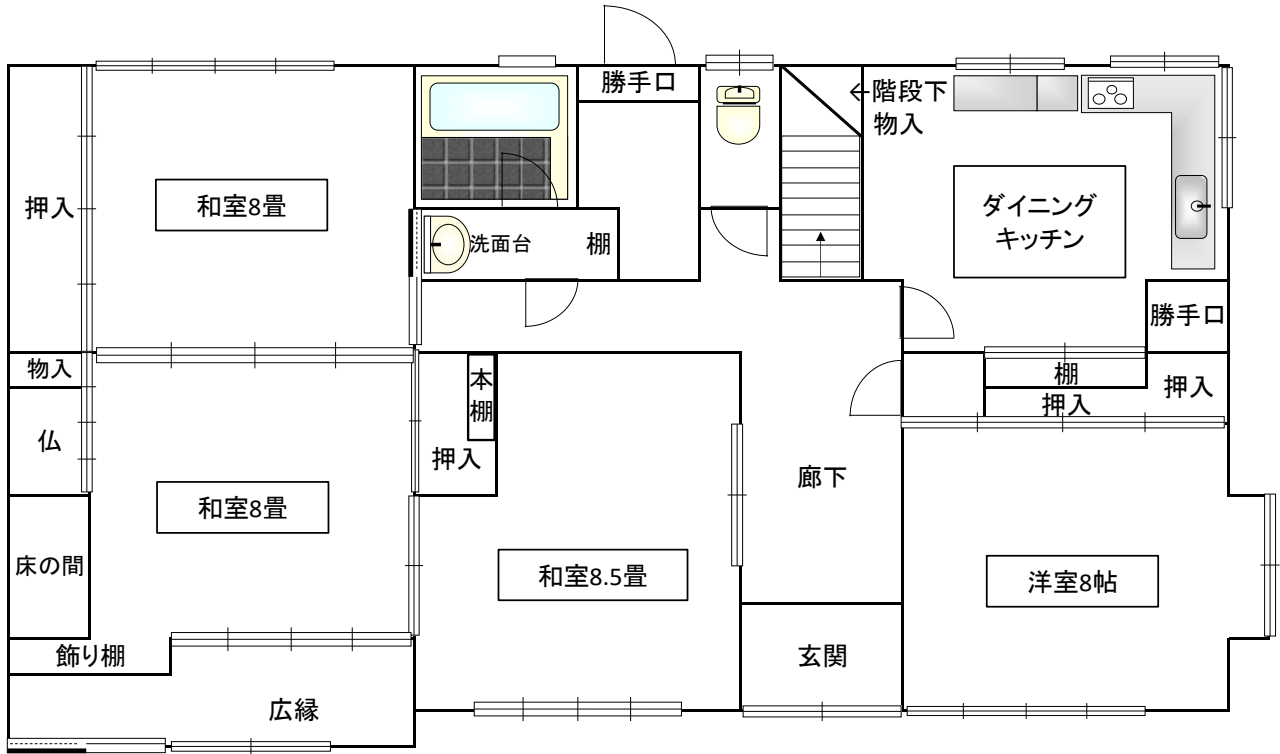 勝手口
←階段下
物入
押入
和室8畳
ダイニング
キッチン
洗面台
棚
勝手口
物入
本
棚
棚
押入
押入
仏
押入
廊下
和室8畳
床の間
和室8.5畳
洋室8帖
飾り棚
玄関
広縁